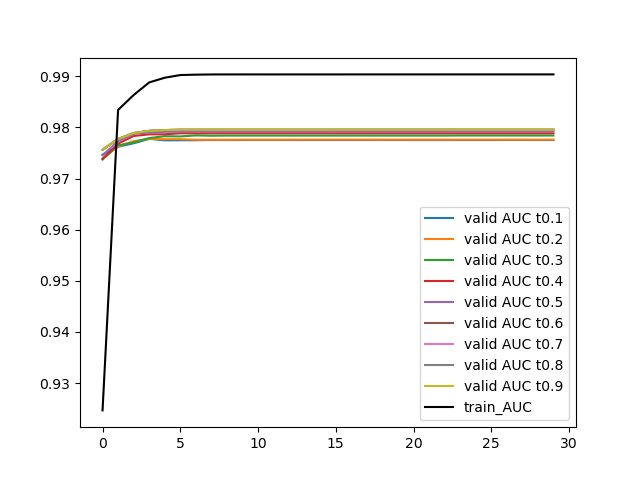 0.99
0.98
0.97
0.96
0.95
0.94
0.93
0 5 10 15 20 25 30
valid AUC t0.1
valid AUC t0.2
valid AUC t0.3
valid AUC t0.4
valid AUC t0.5
valid AUC t0.6
valid AUC t0.7
valid AUC t0.8
valid AUC t0.9
train_AUC